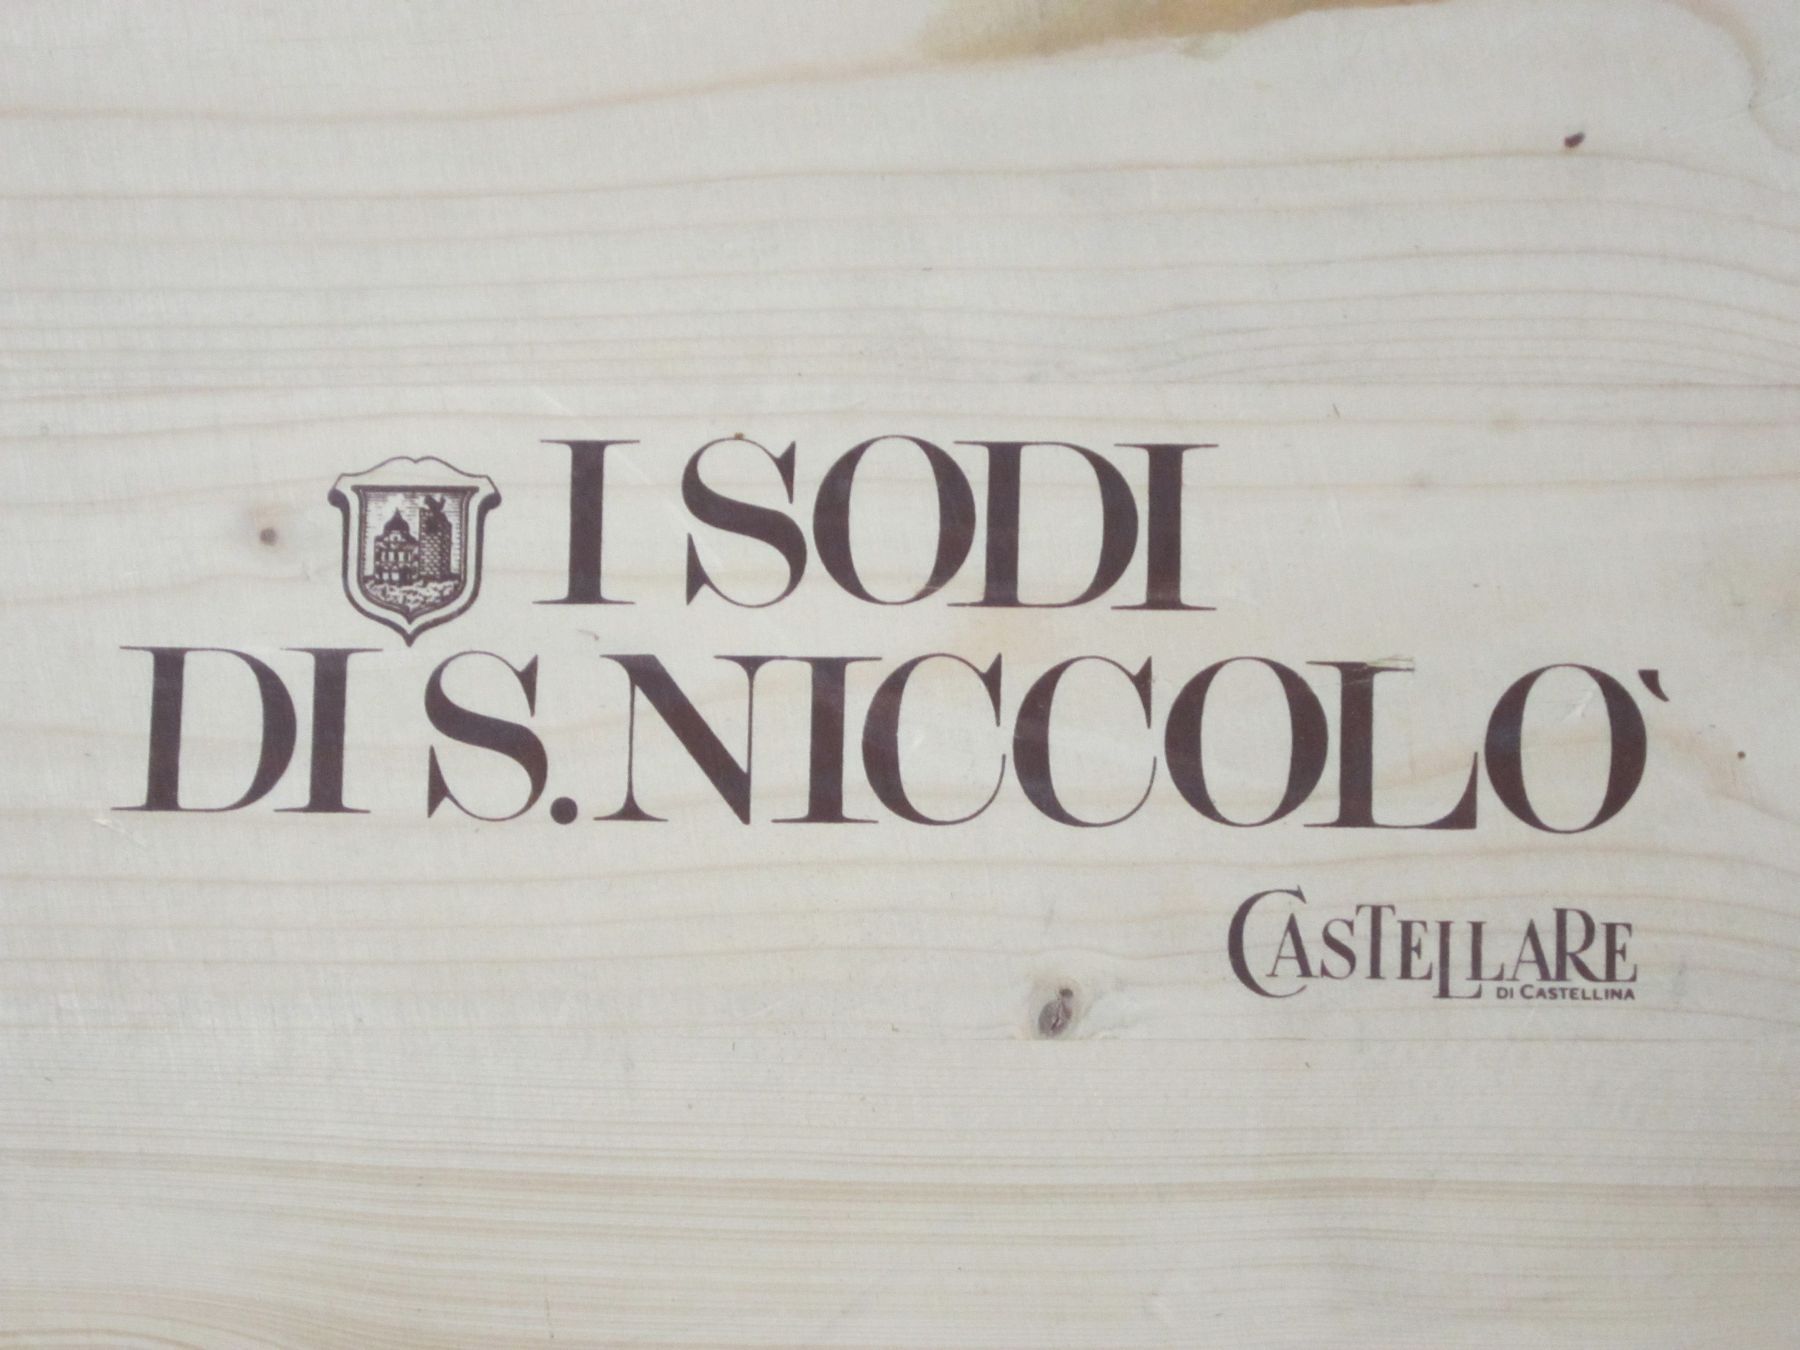 I SODI
DI S. NICCOLO`
CASTELLARE
DI CASTELLINA